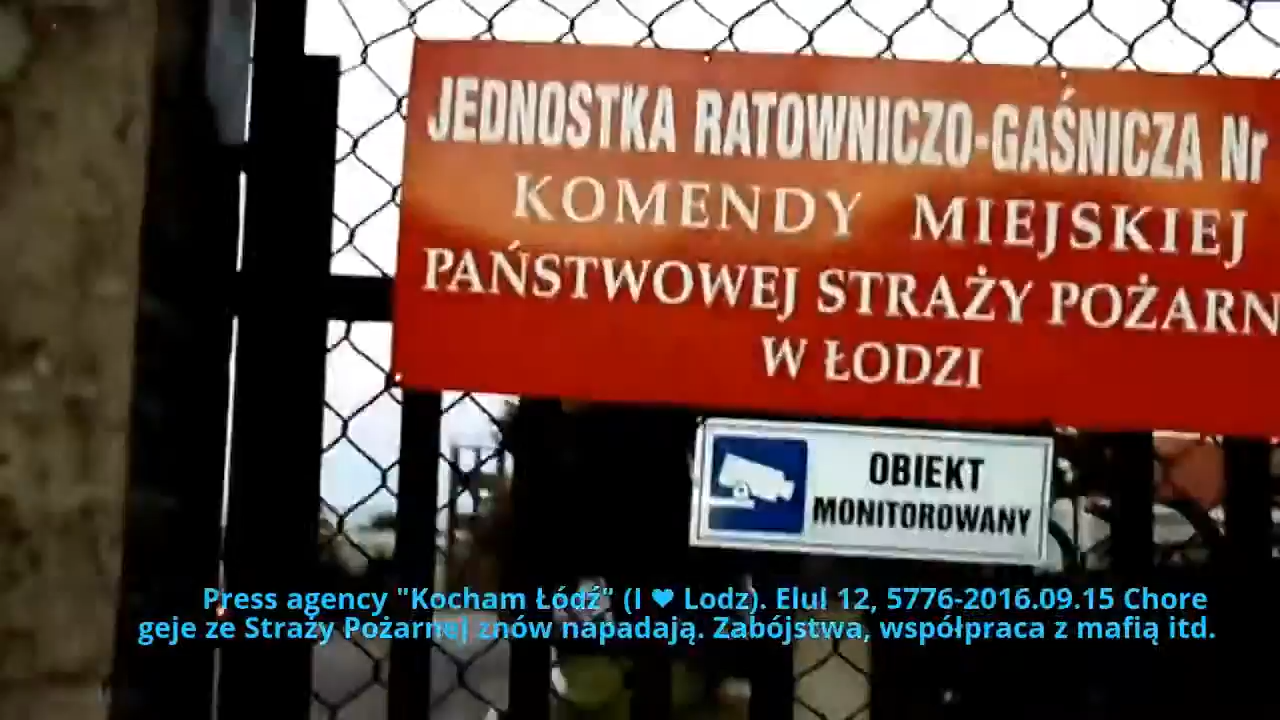 JEDNOSTKA RATOWNICZO-GAŚNICZA Nr
KOMENDY MIEJSKIEJ
PAŃSTWOWEJ STRAŻY POŻARN
W ŁODZI
OBIEKT
MONITOROWANY
Press agency "Kocham Łódź" (I ❤ Lodz). Elul 12, 5776-2016.09.15 Chore
geje ze Straży Pożarnej znów napadają. Zabójstwa, współpraca z mafią itd.